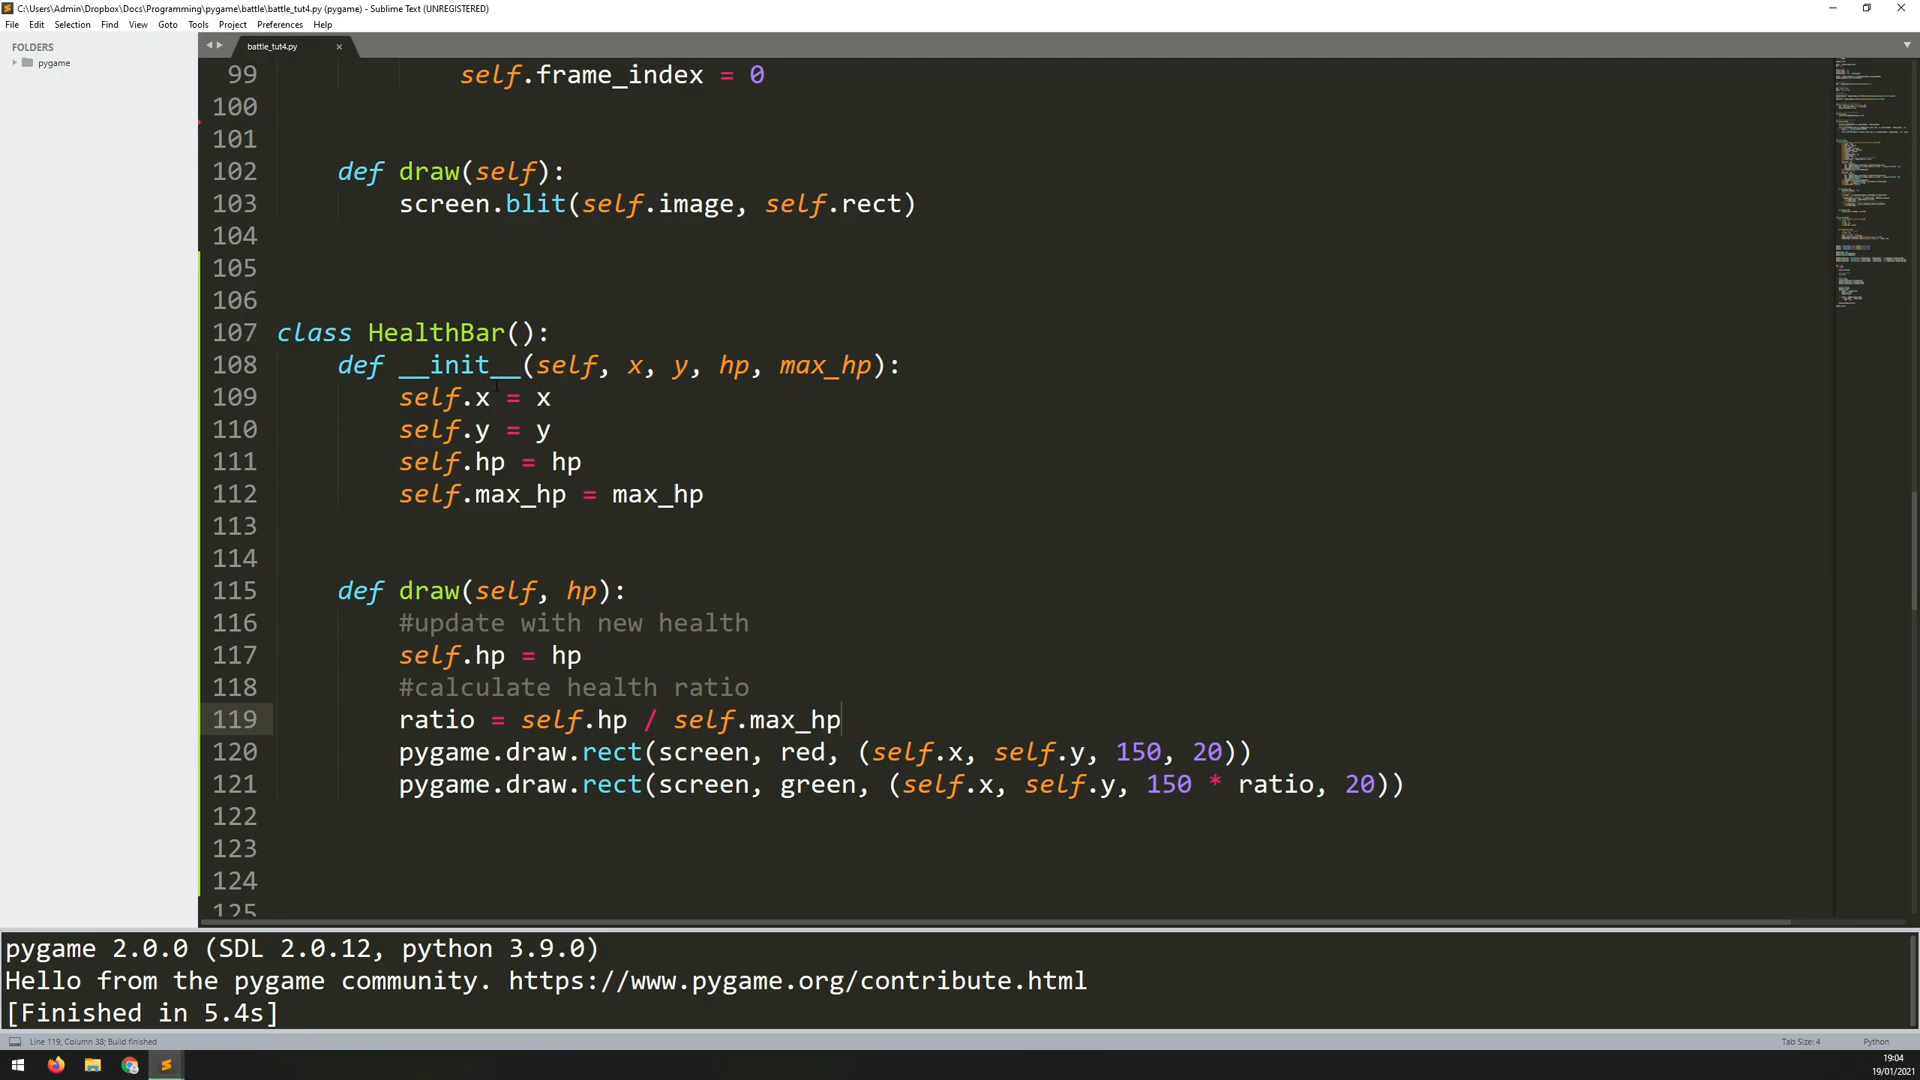 C:\Users\Admin\Dropbox\Docs\Programming\pygame\battle\battle_tut4.py (pygame) - Sublime Text (UNREGISTERED)
File Edit Selection Find View Goto Tools Project Preferences Help
FOLDERS
pygame
battle_tut4.py
99 self.frame_index = 0
100
101
102 def draw(self):
103 screen.blit(self.image, self.rect)
104
105
106
107 class HealthBar():
108 def __init__(self, x, y, hp, max_hp):
109 self.x = x
110 self.y = y
111 self.hp = hp
112 self.max_hp = max_hp
113
114
115 def draw(self, hp):
116 #update with new health
117 self.hp = hp
118 #calculate health ratio
119 ratio = self.hp / self.max_hp
120 pygame.draw.rect(screen, red, (self.x, self.y, 150, 20))
121 pygame.draw.rect(screen, green, (self.x, self.y, 150 * ratio, 20))
122
123
124
125
pygame 2.0.0 (SDL 2.0.12, python 3.9.0)
Hello from the pygame community. https://www.pygame.org/contribute.html
[Finished in 5.4s]
Line 119, Column 38; Build finished
Tab Size: 4
Python
19:04
19/01/2021